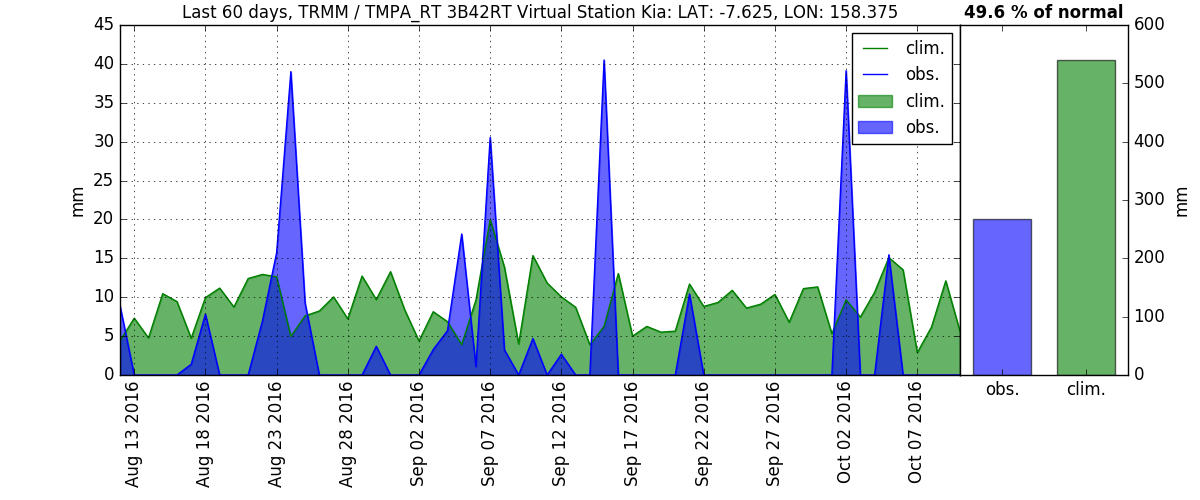 Last 60 days, TRMM / TMPA_RT 3B42RT Virtual Station Kia: LAT: -7.625, LON: 158.375
49.6 % of normal
45
40
35
30
25
20
15
10
5
0
mm
clim.
obs.
clim.
obs.
Aug 13 2016
Aug 18 2016
Aug 23 2016
Aug 28 2016
Sep 02 2016
Sep 07 2016
Sep 12 2016
Sep 17 2016
Sep 22 2016
Sep 27 2016
Oct 02 2016
Oct 07 2016
600
500
400
300
200
100
0
mm
obs.
clim.